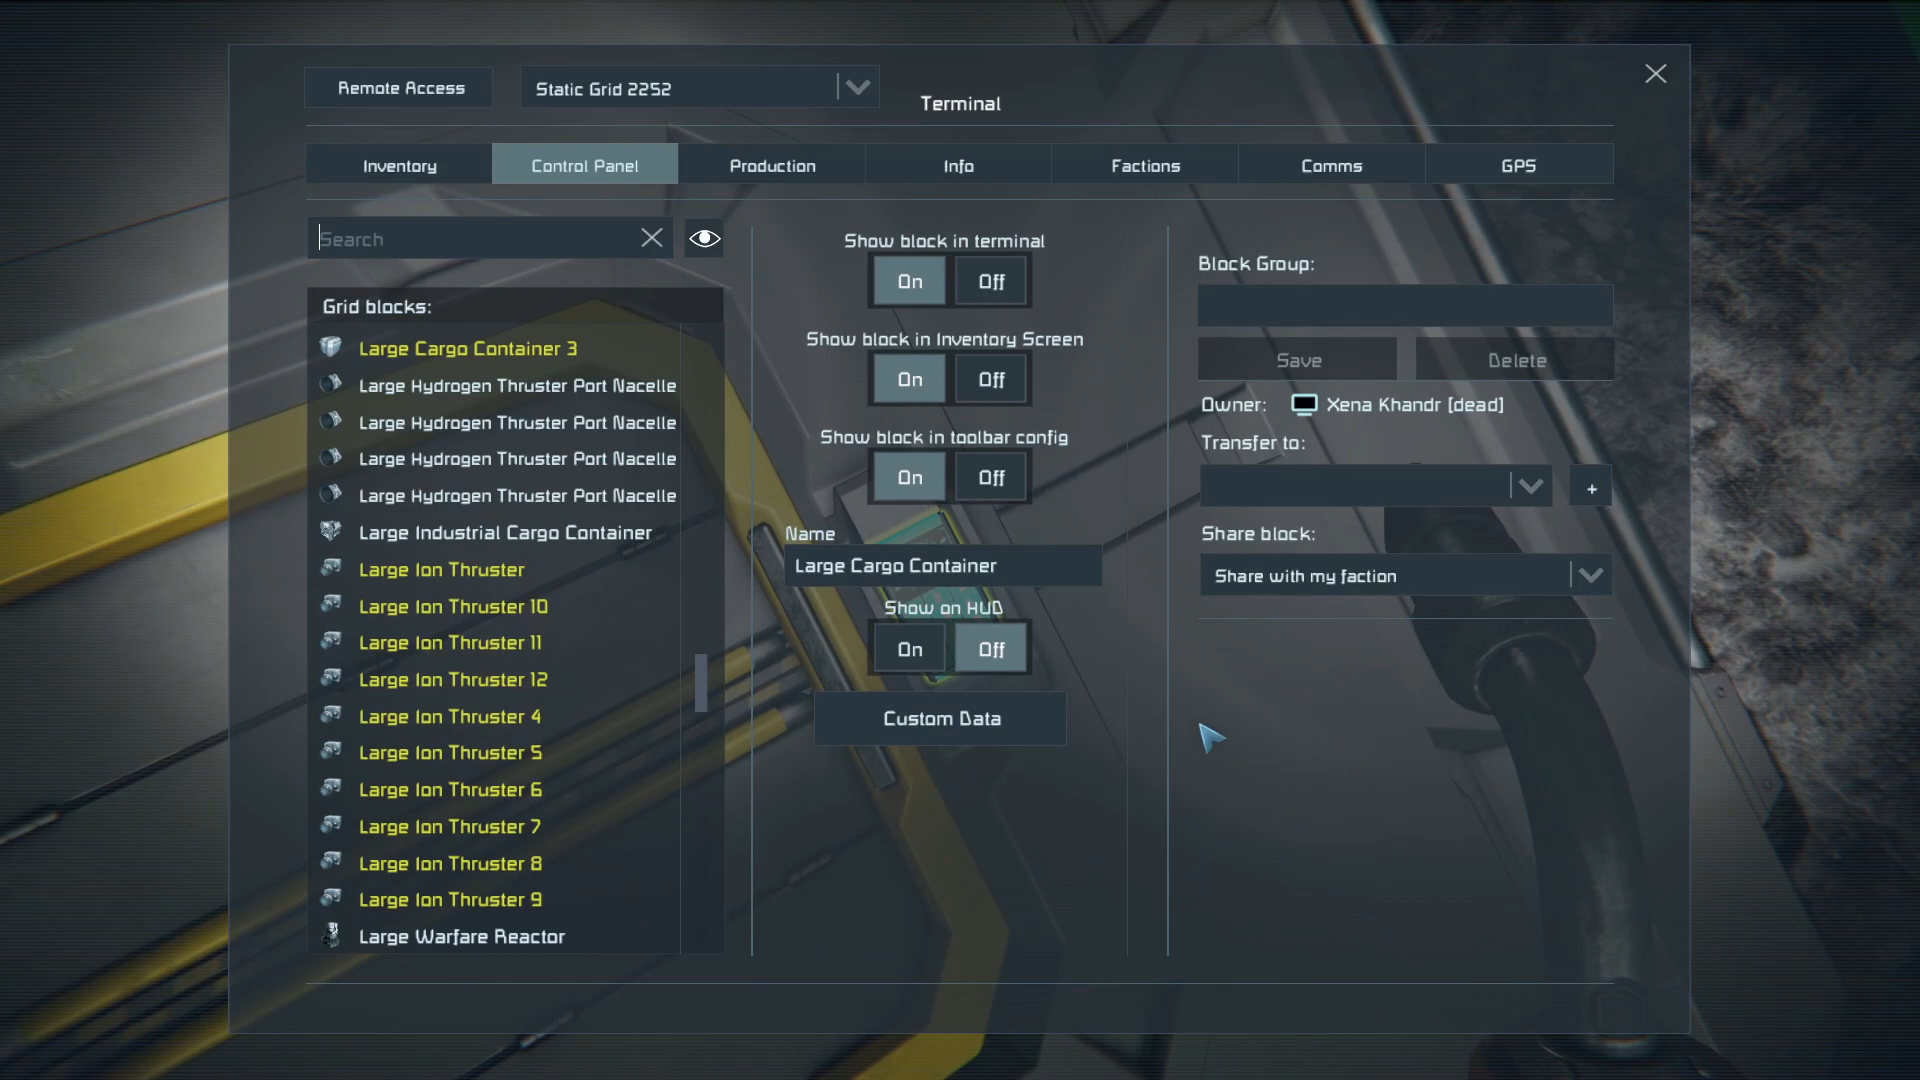 Remote Access
Static Grid 2252
Terminal
Inventory
Control Panel
Production
Info
Factions
Comms
GPS
Search
Grid blocks:
Large Cargo Container 3
Large Hydrogen Thruster Port Nacelle
Large Hydrogen Thruster Port Nacelle
Large Hydrogen Thruster Port Nacelle
Large Hydrogen Thruster Port Nacelle
Large Industrial Cargo Container
Large Ion Thruster
Large Ion Thruster 10
Large Ion Thruster 11
Large Ion Thruster 12
Large Ion Thruster 4
Large Ion Thruster 5
Large Ion Thruster 6
Large Ion Thruster 7
Large Ion Thruster 8
Large Ion Thruster 9
Large Warfare Reactor
Show block in terminal
On Off
Show block in Inventory Screen
On Off
Show block in toolbar config
On Off
Name
Large Cargo Container
Show on HUD
On Off
Custom Data
Block Group:
Save
Delete
Owner: Xena Khandr [dead]
Transfer to:
+
Share block:
Share with my faction